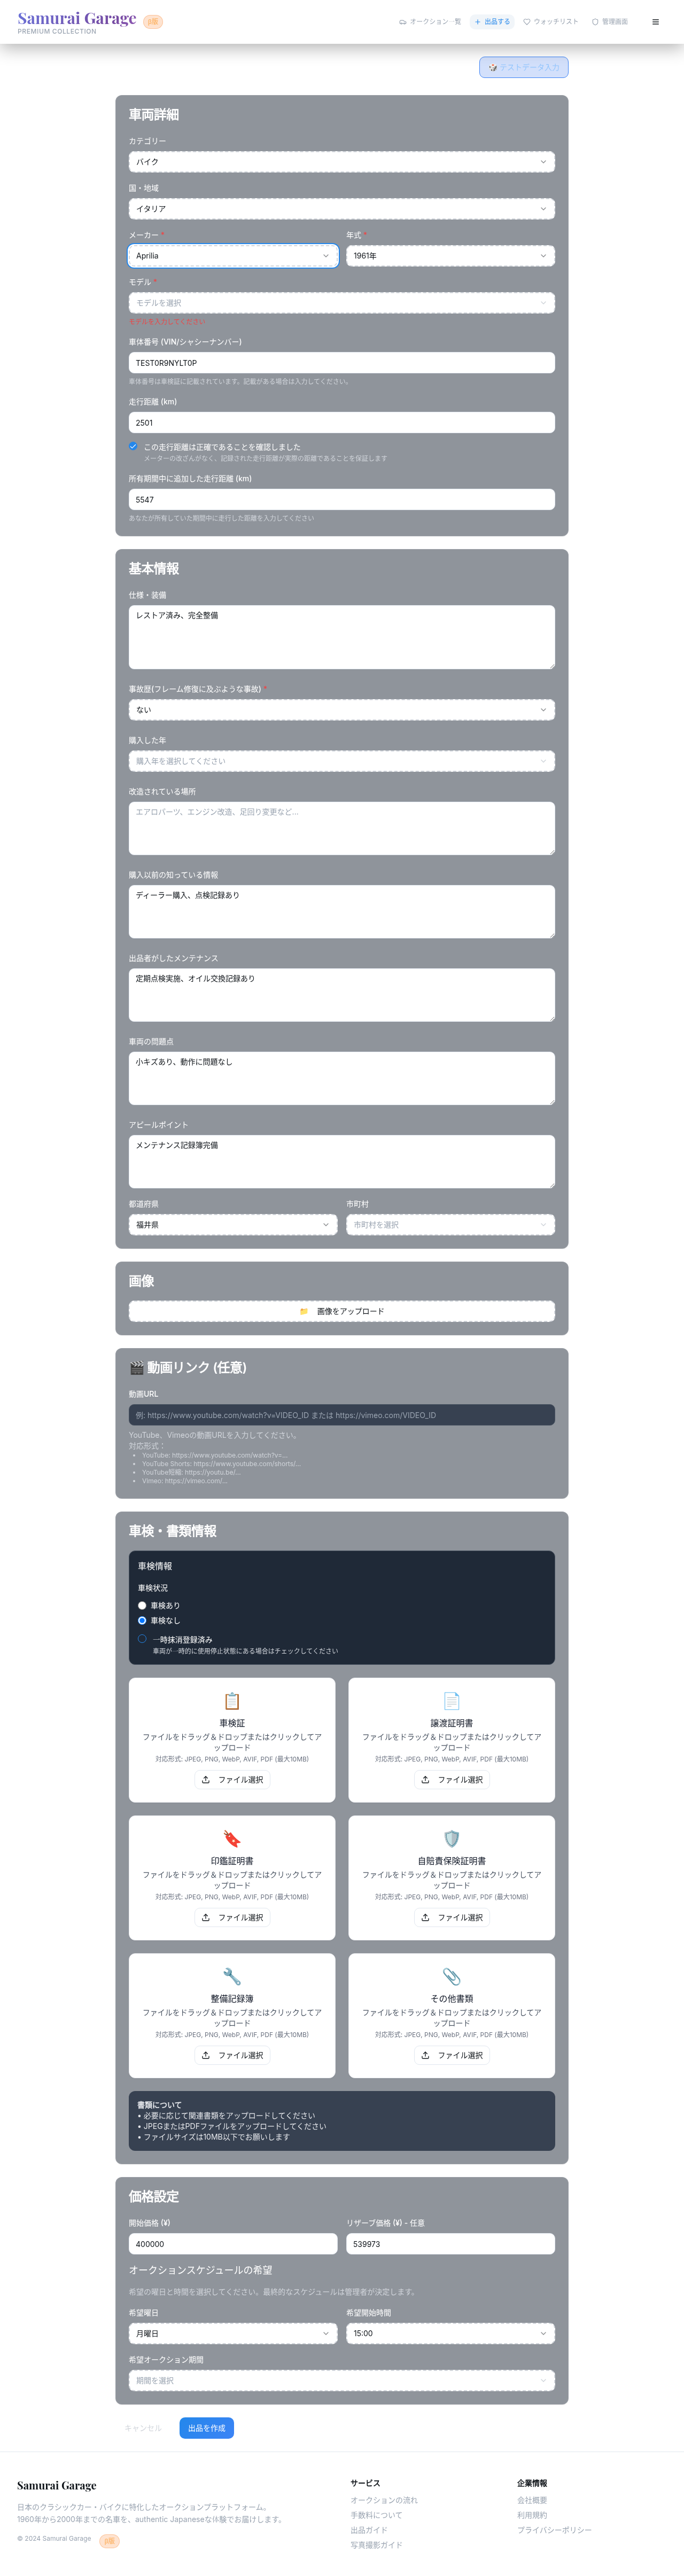 Samurai Garage β版
PREMIUM COLLECTION
オークション一覧
出品する
ウォッチリスト
管理画面
🎲 テストデータ入力
車両詳細
カテゴリー
バイク
国・地域
イタリア
メーカー * 年式 *
Aprilia 1961年
モデル *
モデルを選択
モデルを入力してください
車体番号 (VIN/シャシーナンバー)
TEST0R9NYLT0P
車体番号は車検証に記載されています。記載がある場合は入力してください。
走行距離 (km)
2501
この走行距離は正確であることを確認しました
メーターの改ざんがなく、記録された走行距離が実際の距離であることを保証します
所有期間中に追加した走行距離 (km)
5547
あなたが所有していた期間中に走行した距離を入力してください
基本情報
仕様・装備
レストア済み、完全整備
事故歴(フレーム修復に及ぶような事故) *
ない
購入した年
購入年を選択してください
改造されている場所
エアロパーツ、エンジン改造、足回り変更など...
購入以前の知っている情報
ディーラー購入、点検記録あり
出品者がしたメンテナンス
定期点検実施、オイル交換記録あり
車両の問題点
小キズあり、動作に問題なし
アピールポイント
メンテナンス記録簿完備
都道府県 市町村
福井県 市町村を選択
画像
📁 画像をアップロード
🎬 動画リンク (任意)
動画URL
例: https://www.youtube.com/watch?v=VIDEO_ID または https://vimeo.com/VIDEO_ID
YouTube、Vimeoの動画URLを入力してください。
対応形式：
• YouTube: https://www.youtube.com/watch?v=...
• YouTube Shorts: https://www.youtube.com/shorts/...
• YouTube短縮: https://youtu.be/...
• Vimeo: https://vimeo.com/...
車検・書類情報
車検情報
車検状況
車検あり
車検なし
一時抹消登録済み
車両が一時的に使用停止状態にある場合はチェックしてください
車検証
ファイルをドラッグ＆ドロップまたはクリックしてア
ップロード
対応形式: JPEG, PNG, WebP, AVIF, PDF (最大10MB)
ファイル選択
譲渡証明書
ファイルをドラッグ＆ドロップまたはクリックしてア
ップロード
対応形式: JPEG, PNG, WebP, AVIF, PDF (最大10MB)
ファイル選択
印鑑証明書
ファイルをドラッグ＆ドロップまたはクリックしてア
ップロード
対応形式: JPEG, PNG, WebP, AVIF, PDF (最大10MB)
ファイル選択
自賠責保険証明書
ファイルをドラッグ＆ドロップまたはクリックしてア
ップロード
対応形式: JPEG, PNG, WebP, AVIF, PDF (最大10MB)
ファイル選択
整備記録簿
ファイルをドラッグ＆ドロップまたはクリックしてア
ップロード
対応形式: JPEG, PNG, WebP, AVIF, PDF (最大10MB)
ファイル選択
その他書類
ファイルをドラッグ＆ドロップまたはクリックしてア
ップロード
対応形式: JPEG, PNG, WebP, AVIF, PDF (最大10MB)
ファイル選択
書類について
• 必要に応じて関連書類をアップロードしてください
• JPEGまたはPDFファイルをアップロードしてください
• ファイルサイズは10MB以下でお願いします
価格設定
開始価格 (¥) リザーブ価格 (¥) - 任意
400000 539973
オークションスケジュールの希望
希望の曜日と時間を選択してください。最終的なスケジュールは管理者が決定します。
希望曜日 希望開始時間
月曜日 15:00
希望オークション期間
期間を選択
キャンセル 出品を作成
Samurai Garage
日本のクラシックカー・バイクに特化したオークションプラットフォーム。
1960年から2000年までの名車を、authentic Japaneseな体験でお届けします。
© 2024 Samurai Garage β版
サービス
オークションの流れ
手数料について
出品ガイド
写真撮影ガイド
企業情報
会社概要
利用規約
プライバシーポリシー